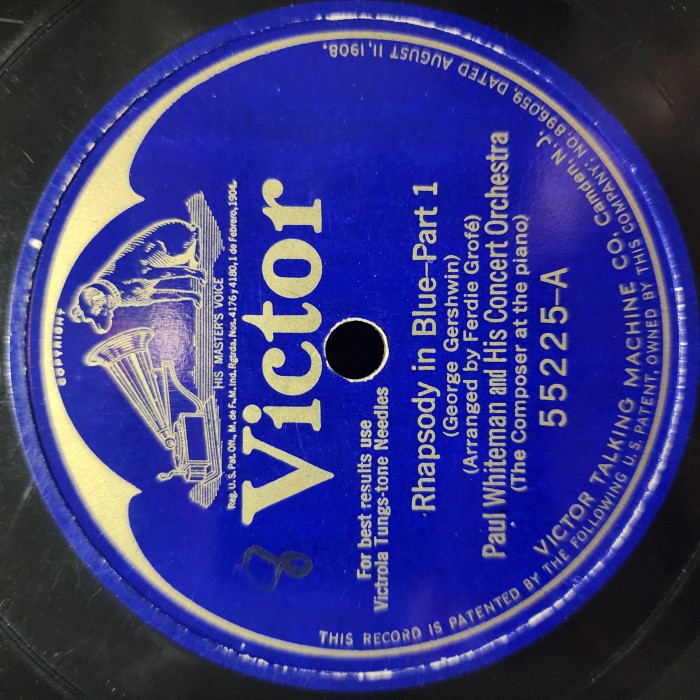 COPYRIGHT
HIS MASTER'S VOICE
Reg. U.S. Pat. Off., M. de F., M. Ind. Rgtrda. Nos. 4176 y 4180, 1 de Febrero, 1904.
Victor
8
For best results use
Victrola Tungs-tone Needles
Rhapsody in Blue-Part 1
(George Gershwin)
(Arranged by Ferdie Grofé)
Paul Whiteman and His Concert Orchestra
(The Composer at the piano)
55225-A
VICTOR TALKING MACHINE CO. Camden, N. J.
THIS RECORD IS PATENTED BY THE FOLLOWING U. S. PATENT, OWNED BY THIS COMPANY: NO. 896,059, DATED AUGUST 11, 1908.